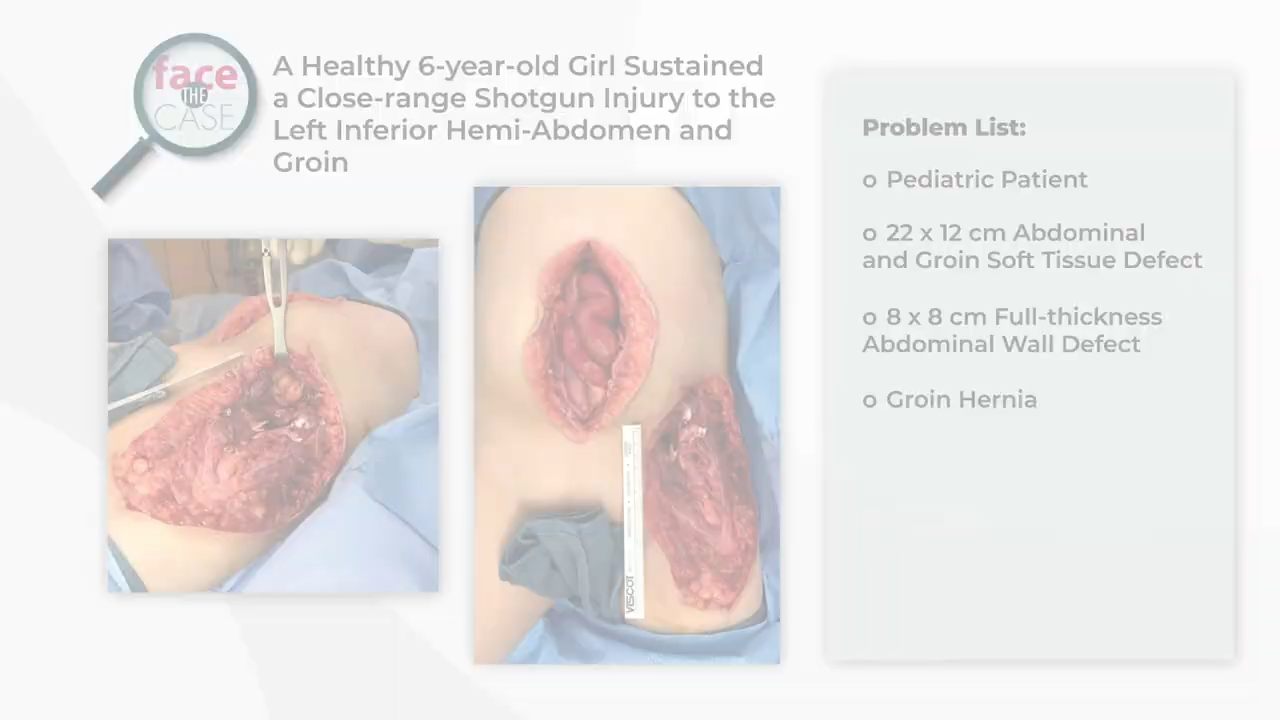 face
THE
CASE
A Healthy 6-year-old Girl Sustained
a Close-range Shotgun Injury to the
Left Inferior Hemi-Abdomen and
Groin
Problem List:
o Pediatric Patient
o 22 x 12 cm Abdominal
and Groin Soft Tissue Defect
o 8 x 8 cm Full-thickness
Abdominal Wall Defect
o Groin Hernia
VISCOT